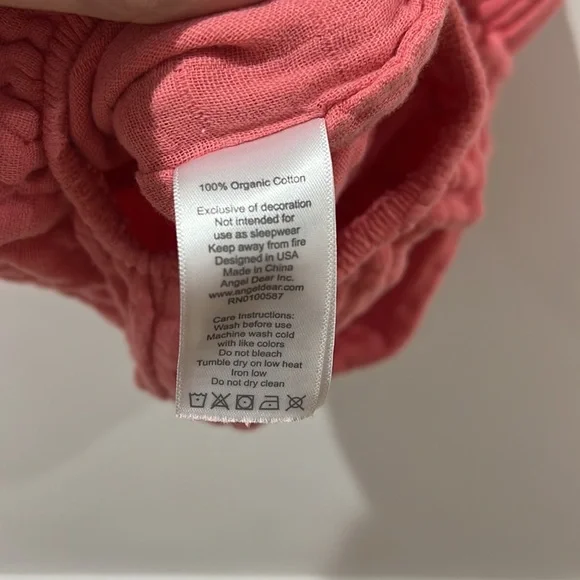 100% Organic Cotton
Exclusive of decoration
Not intended for
use as sleepwear
Keep away from fire
Designed in USA
Made in China
Angel Dear Inc.
www.angeldear.com
RN0100587
Care Instructions:
Wash before use
Machine wash cold
with like colors
Do not bleach
Tumble dry on low heat
Iron low
Do not dry clean